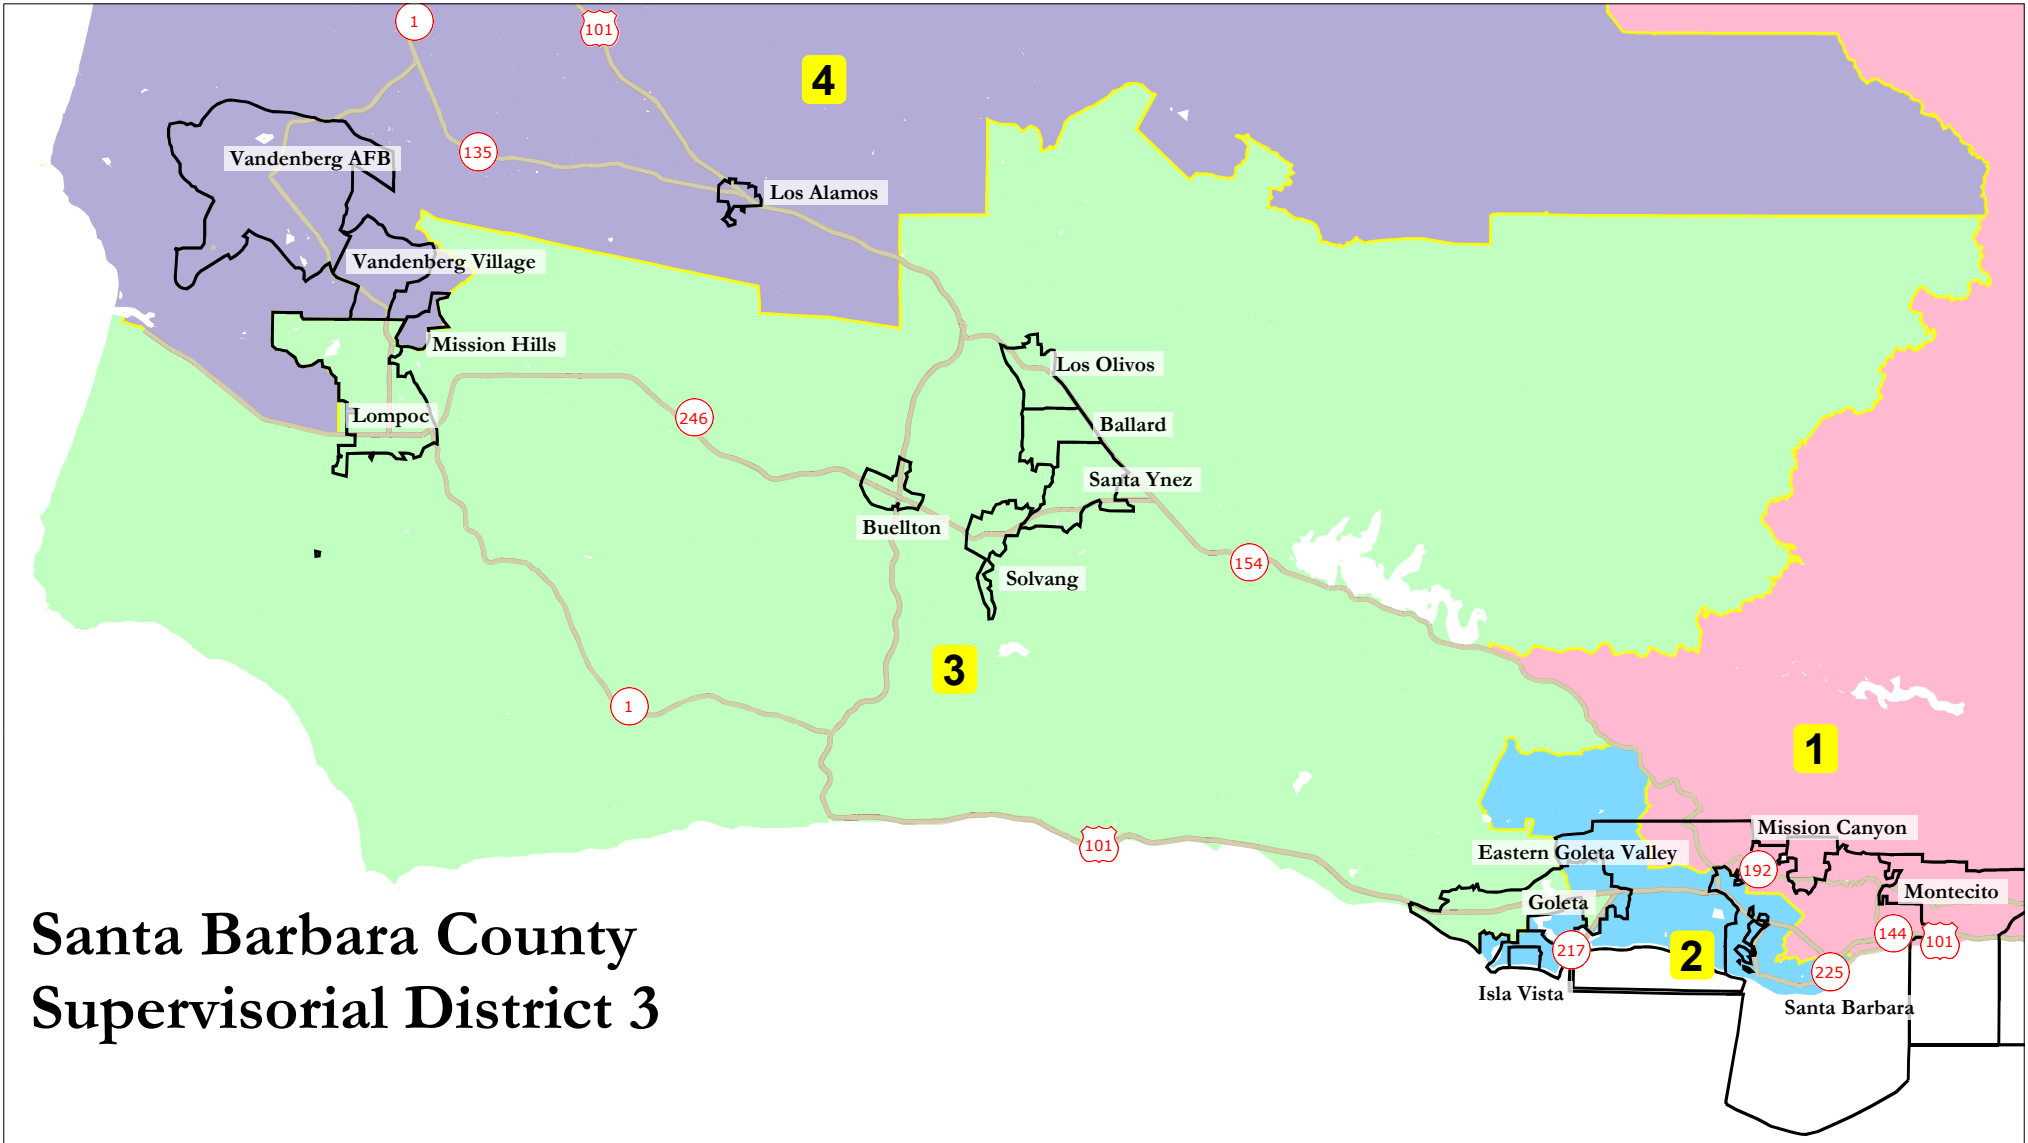 1
101
4
135
Vandenberg AFB
Los Alamos
Vandenberg Village
Mission Hills
Los Olivos
Lompoc
246
Ballard
Santa Ynez
Buellton
154
Solvang
3
1
1
101
Mission Canyon
Eastern Goleta Valley
192
Montecito
Goleta
144
101
217
2
225
Isla Vista
Santa Barbara
Santa Barbara County
Supervisorial District 3